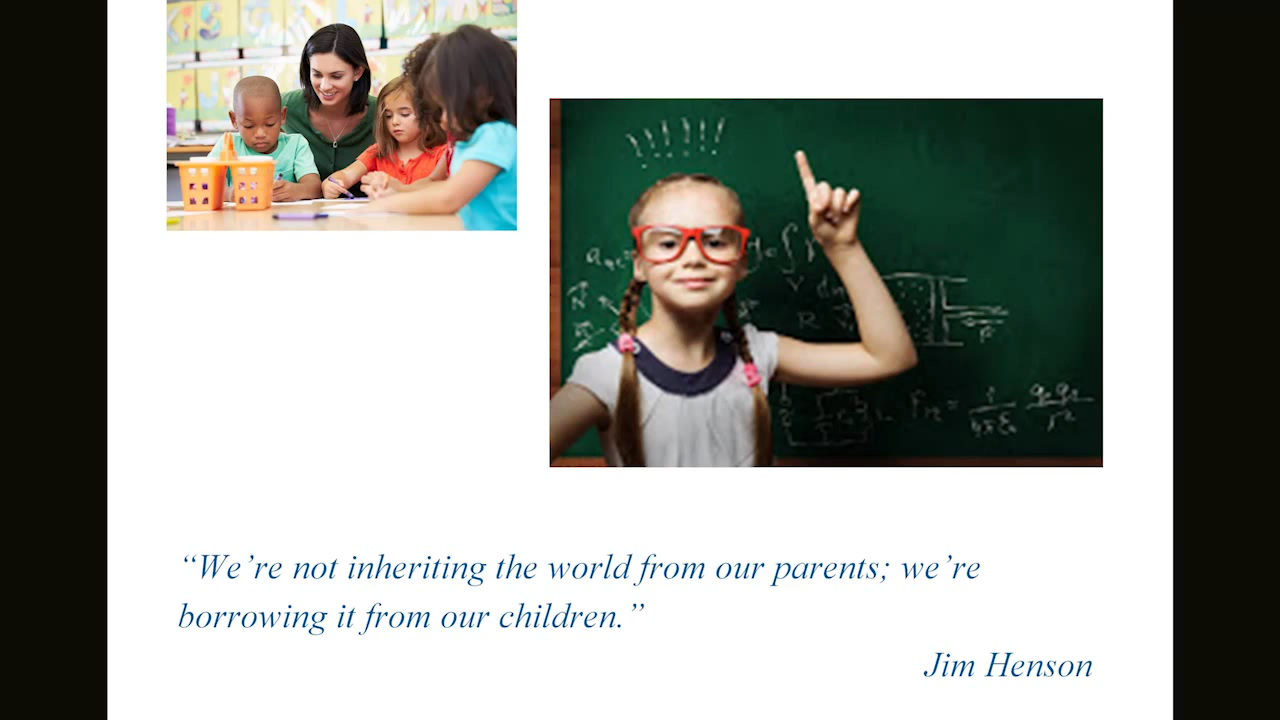 “We’re not inheriting the world from our parents; we’re
borrowing it from our children.”
Jim Henson